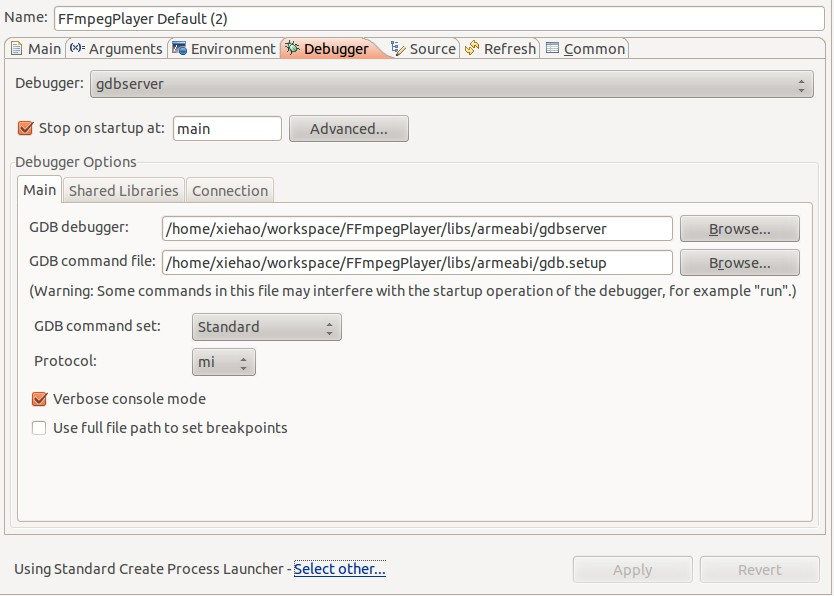 Name: FFmpegPlayer Default (2)
Main (x)= Arguments Environment Debugger Source Refresh Common
Debugger: gdbserver
Stop on startup at: main Advanced...
Debugger Options
Main Shared Libraries Connection
GDB debugger: /home/xiehao/workspace/FFmpegPlayer/libs/armeabi/gdbserver Browse...
GDB command file: /home/xiehao/workspace/FFmpegPlayer/libs/armeabi/gdb.setup Browse...
(Warning: Some commands in this file may interfere with the startup operation of the debugger, for example "run".)
GDB command set: Standard
Protocol: mi
Verbose console mode
Use full file path to set breakpoints
Using Standard Create Process Launcher - Select other... Apply Revert